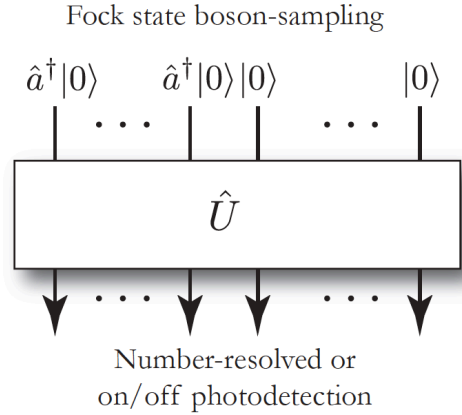 Fock state boson-sampling
â†|0⟩ â†|0⟩ |0⟩ |0⟩
... ...
Û
... ...
Number-resolved or
on/off photodetection